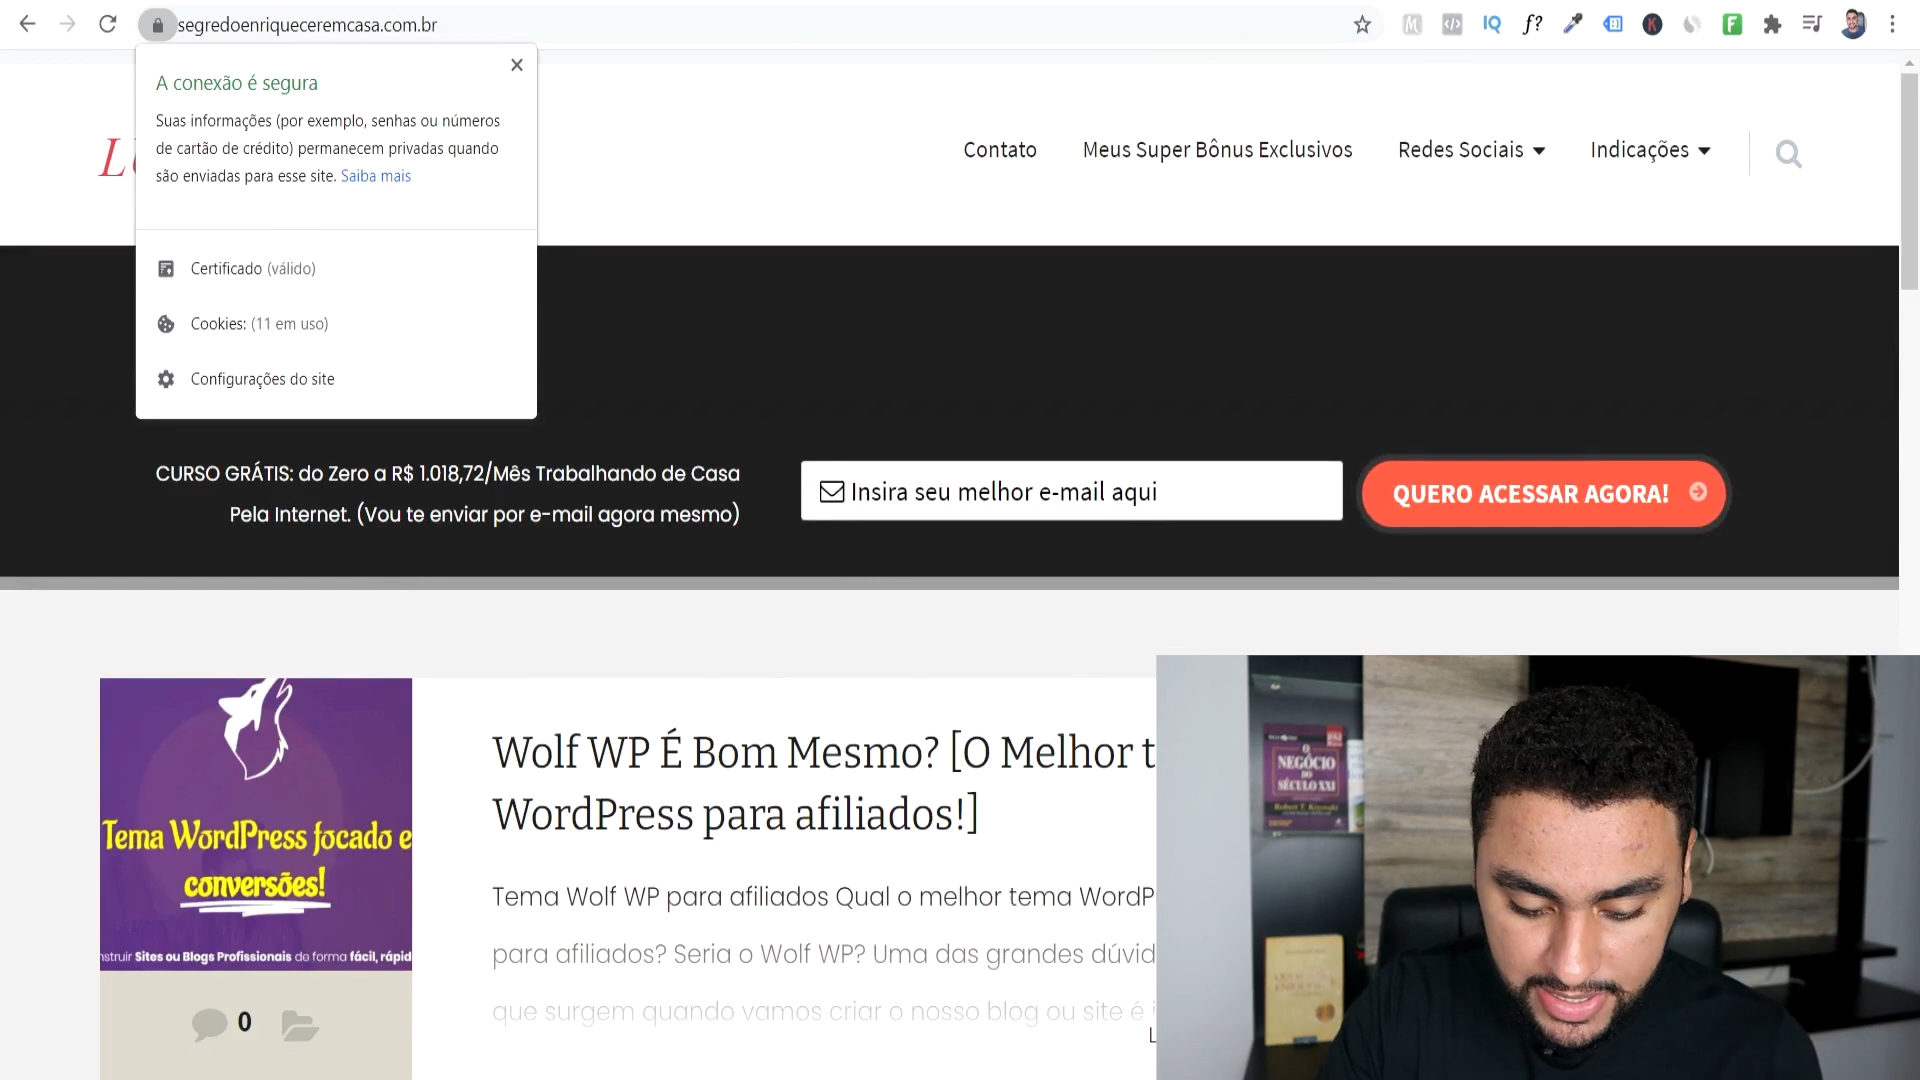 segredoenriqueceremcasa.com.br
A conexão é segura
Suas informações (por exemplo, senhas ou números
de cartão de crédito) permanecem privadas quando
são enviadas para esse site. Saiba mais
Certificado (válido)
Cookies: (11 em uso)
Configurações do site
Contato Meus Super Bônus Exclusivos Redes Sociais Indicações
CURSO GRÁTIS: do Zero a R$ 1.018,72/Mês Trabalhando de Casa
Pela Internet. (Vou te enviar por e-mail agora mesmo)
Insira seu melhor e-mail aqui
QUERO ACESSAR AGORA!
Tema WordPress focado e
conversões!
nstruir Sites ou Blogs Profissionais de forma fácil, rápid
0
Wolf WP É Bom Mesmo? [O Melhor t
WordPress para afiliados!]
Tema Wolf WP para afiliados Qual o melhor tema WordP
para afiliados? Seria o Wolf WP? Uma das grandes dúvid
que surgem quando vamos criar o nosso blog ou site é i
L
O
NEGÓCIO
DO
SÉCULO XXI
Robert T. Kiyosaki